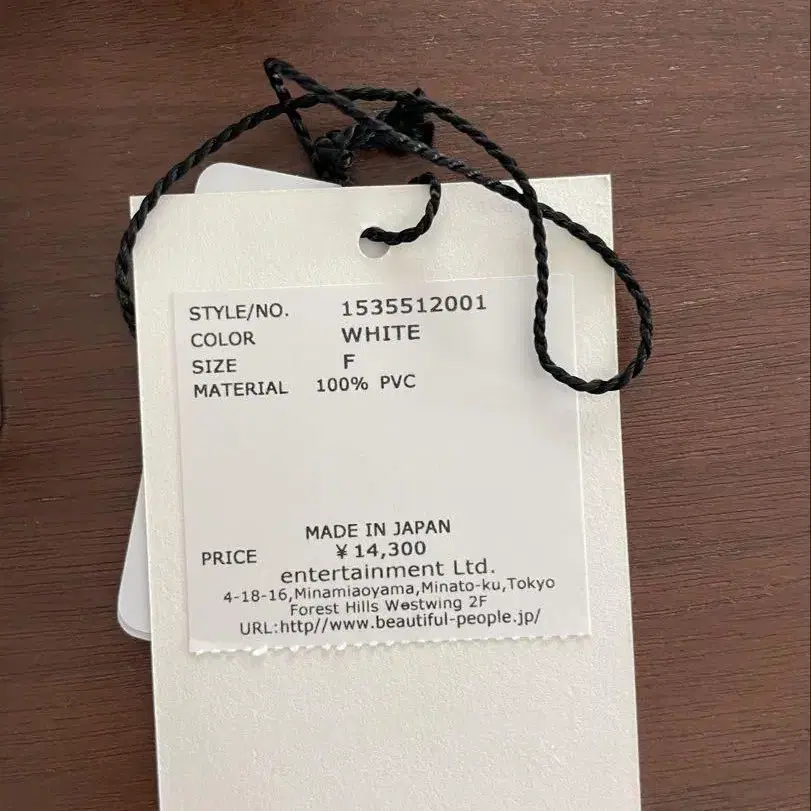 STYLE/NO. 1535512001
COLOR WHITE
SIZE F
MATERIAL 100% PVC
MADE IN JAPAN
PRICE ¥14,300
entertainment Ltd.
4-18-16,Minamiaoyama,Minato-ku,Tokyo
Forest Hills Westwing 2F
URL:http//www.beautiful-people.jp/